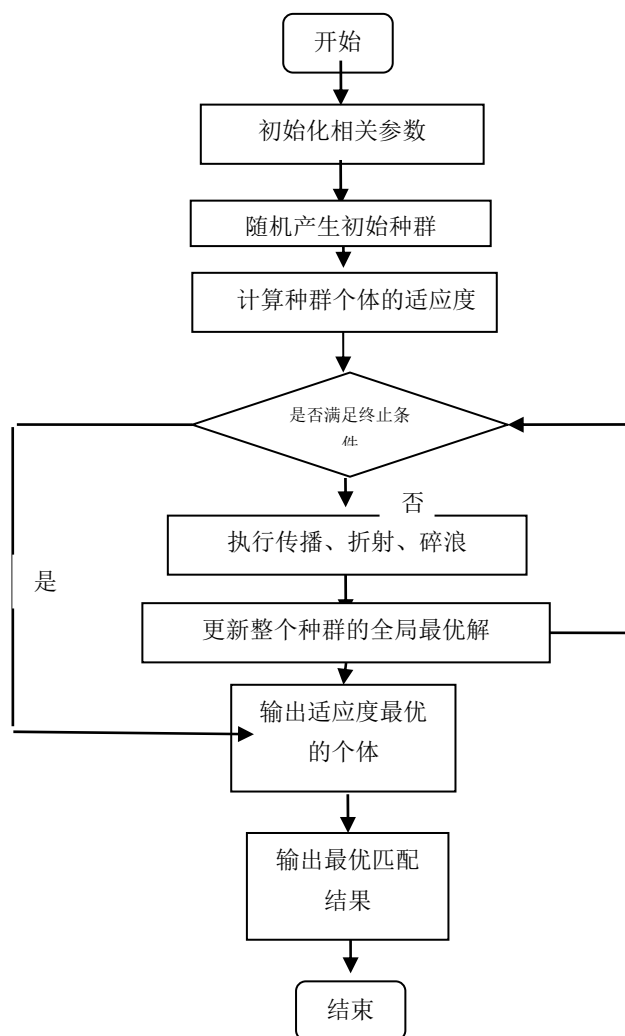 开始
初始化相关参数
随机产生初始种群
计算种群个体的适应度
是否满足终止条
件
否
执行传播、折射、碎浪
是
更新整个种群的全局最优解
输出适应度最优
的个体
输出最优匹配
结果
结束